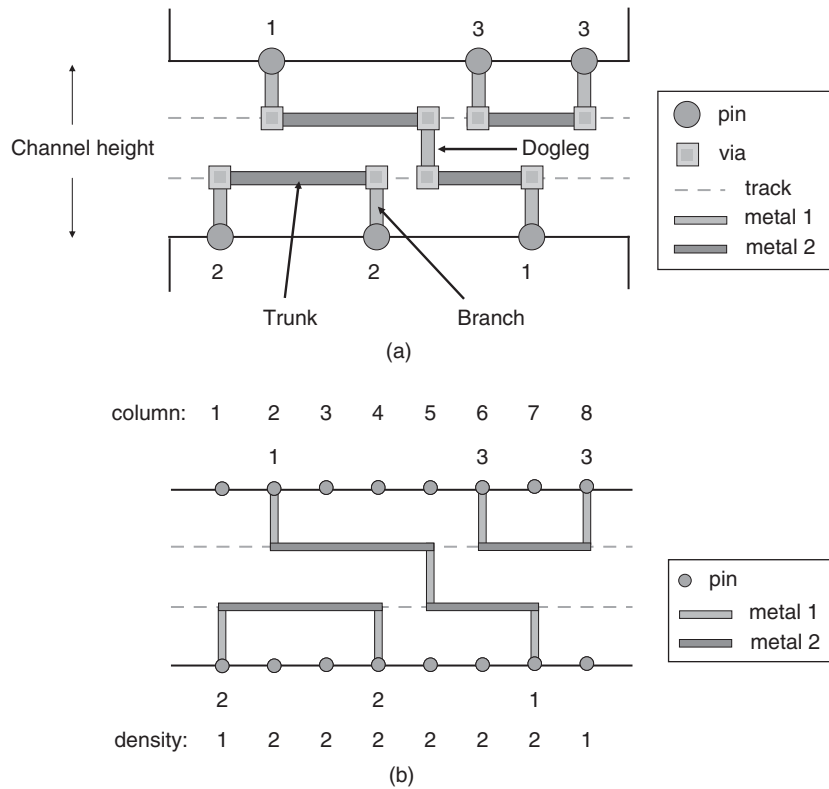 1 3 3
Channel height
Dogleg
2 2 1
Trunk Branch
(a)
pin
via
track
metal 1
metal 2
column: 1 2 3 4 5 6 7 8
1 3 3
2 2 1
density: 1 2 2 2 2 2 2 1
(b)
pin
metal 1
metal 2